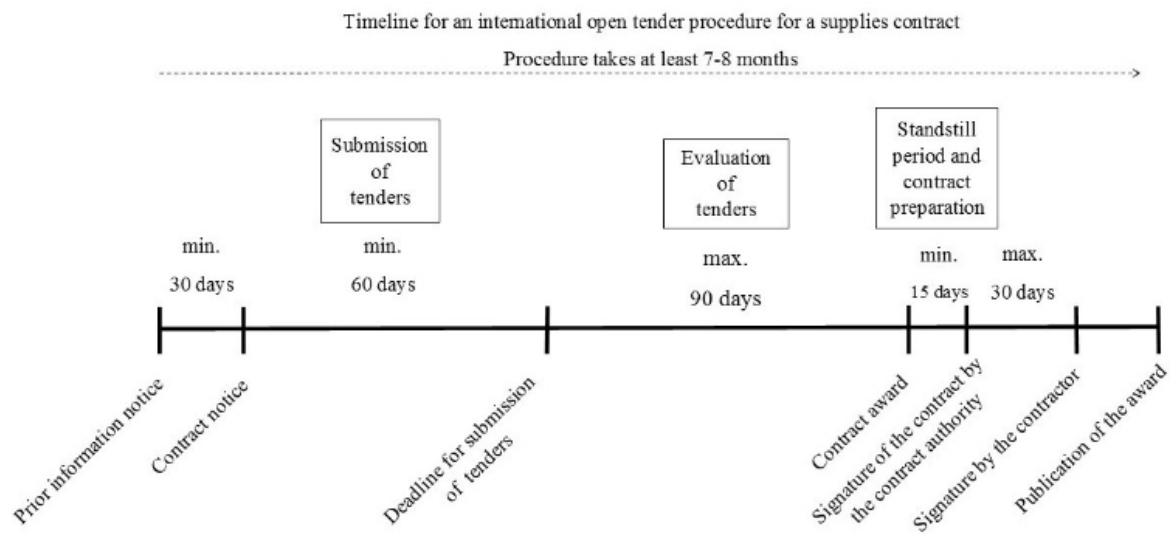 Timeline for an international open tender procedure for a supplies contract
Procedure takes at least 7-8 months
Submission
of
tenders
Evaluation
of
tenders
Standstill
period and
contract
preparation
min.
30 days
min.
60 days
max.
90 days
min.
15 days
max.
30 days
Prior information notice
Contract notice
Deadline for submission
of tenders
Contract award
Signature of the contract by
the contract authority
Signature by the contractor
Publication of the award